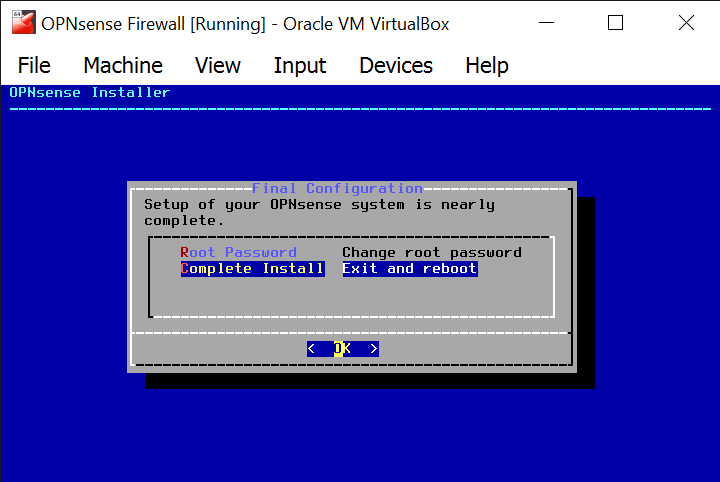 OPNsense Firewall [Running] - Oracle VM VirtualBox
File Machine View Input Devices Help
OPNsense Installer
Final Configuration
Setup of your OPNsense system is nearly
complete.
Root Password Change root password
Complete Install Exit and reboot
< OK >